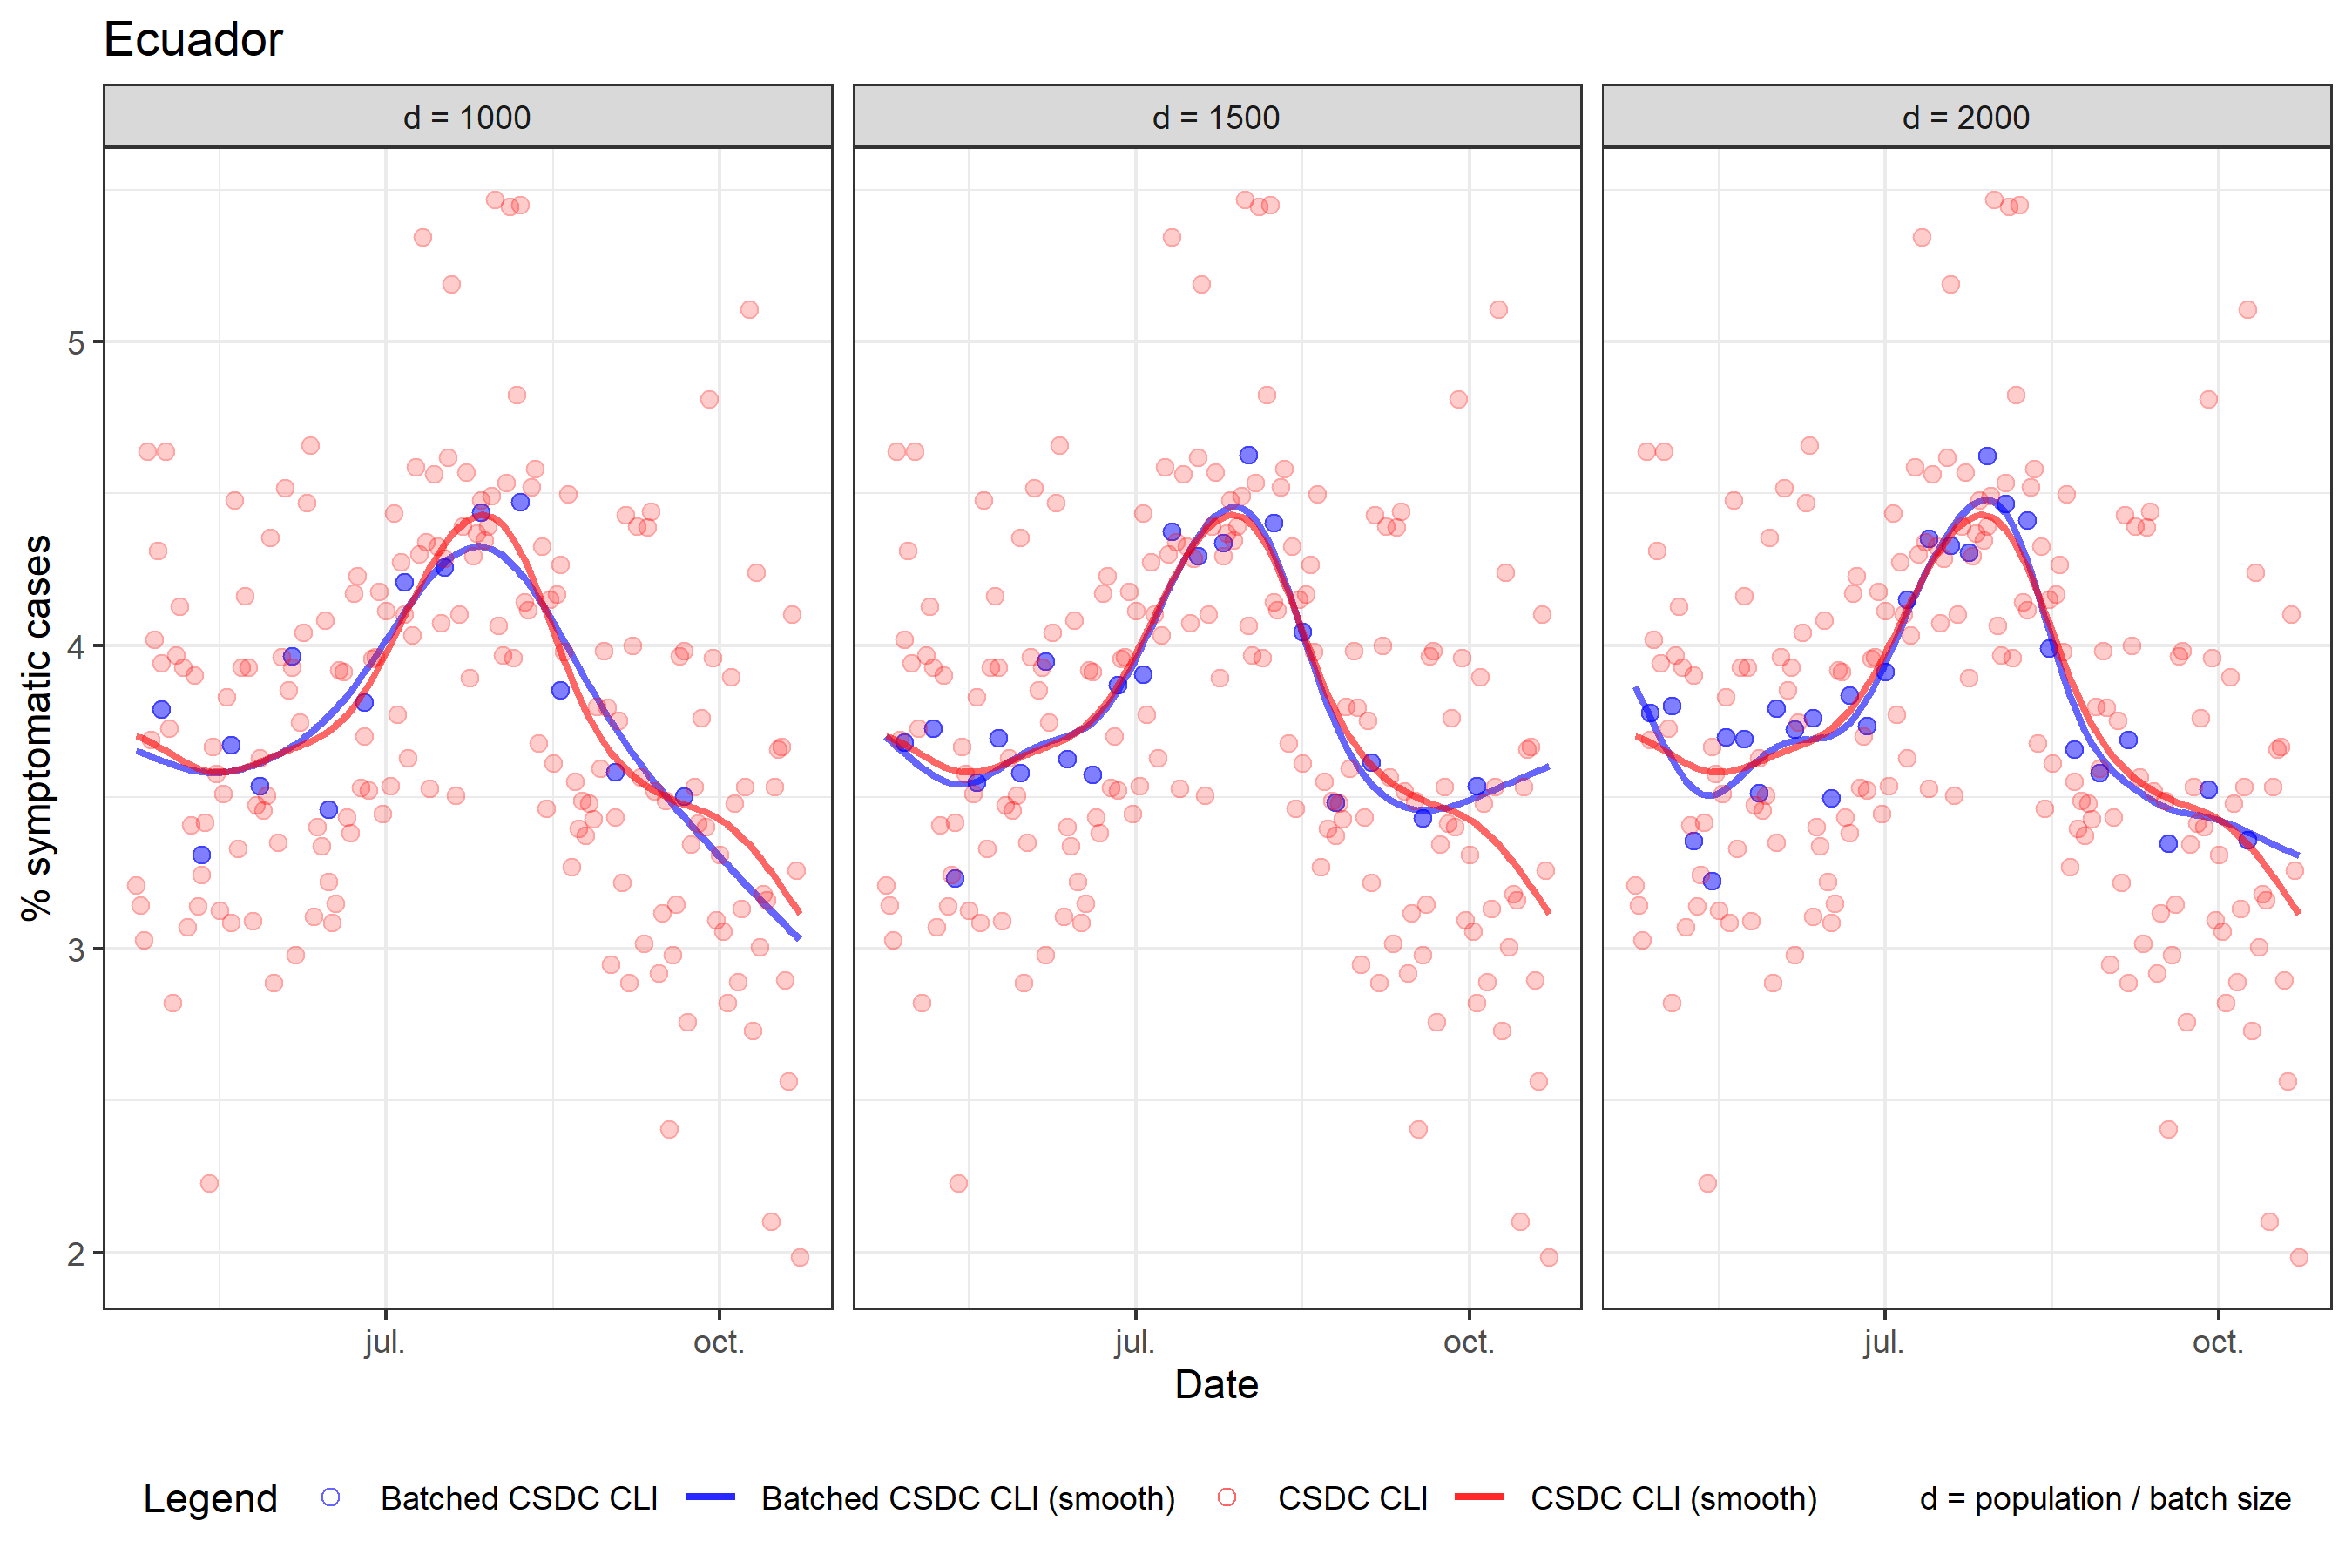 Ecuador
d = 1000 d = 1500 d = 2000
% symptomatic cases
5
4
3
2
jul. oct. jul. oct. jul. oct.
Date
Legend Batched CSDC CLI Batched CSDC CLI (smooth) CSDC CLI CSDC CLI (smooth) d = population / batch size